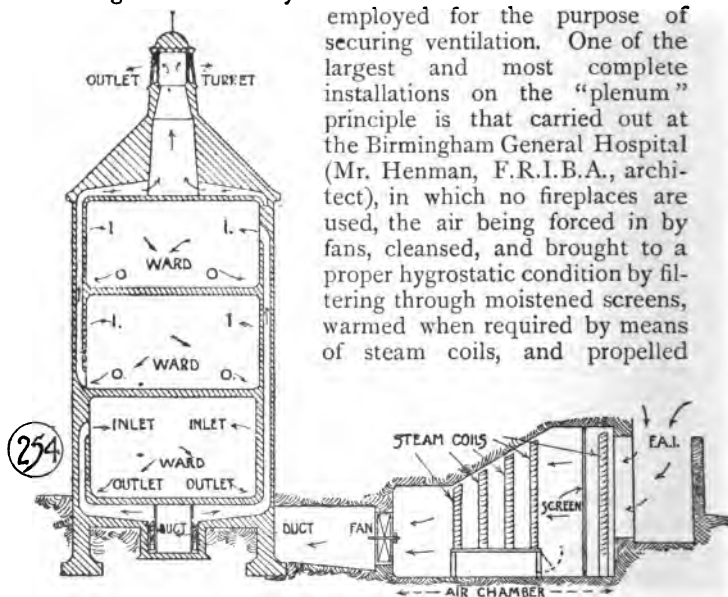 employed for the purpose of
securing ventilation. One of the
largest and most complete
installations on the "plenum"
principle is that carried out at
the Birmingham General Hospital
(Mr. Henman, F.R.I.B.A., archi-
tect), in which no fireplaces are
used, the air being forced in by
fans, cleansed, and brought to a
proper hygrostatic condition by fil-
tering through moistened screens,
warmed when required by means
of steam coils, and propelled
OUTLET TURRET
I. I.
WARD
O. O.
I. I
WARD
O. O.
254
INLET INLET
WARD
OUTLET OUTLET
DUCT DUCT FAN
STEAM COILS
F.A.I.
SCREEN
AIR CHAMBER